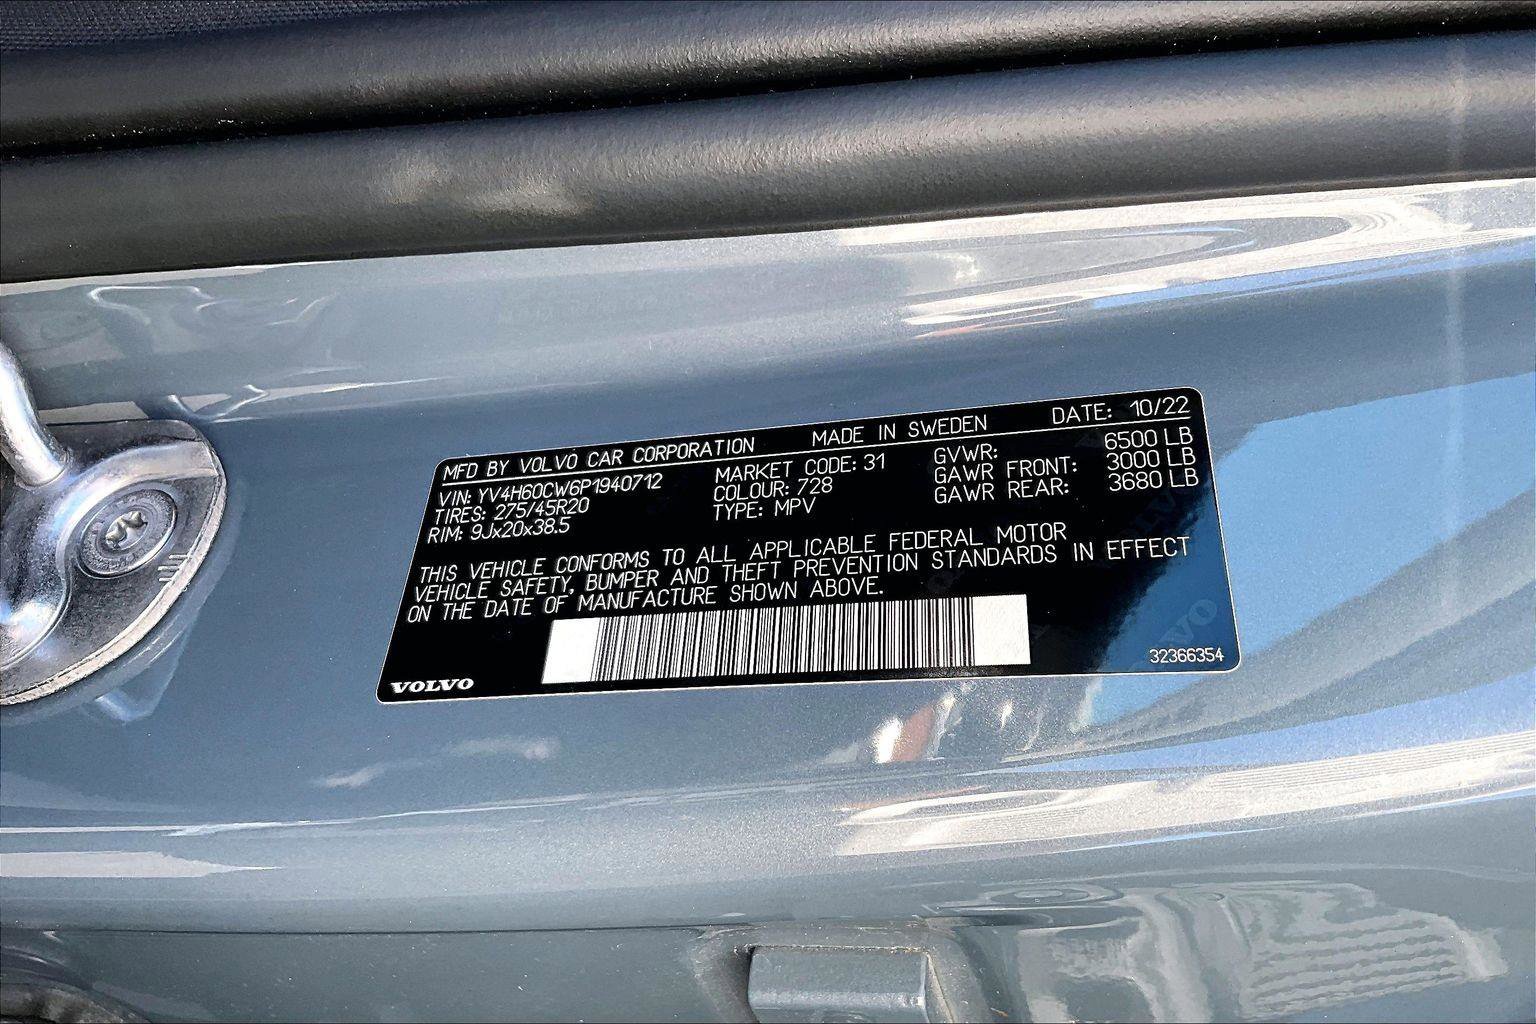 MFD BY VOLVO CAR CORPORATION MADE IN SWEDEN DATE: 10/22
VIN: YV4H60CW6P1940712 MARKET CODE: 31 GVWR: 6500 LB
TIRES: 275/45R20 COLOUR: 728 GAWR FRONT: 3000 LB
RIM: 9Jx20x38.5 TYPE: MPV GAWR REAR: 3680 LB
THIS VEHICLE CONFORMS TO ALL APPLICABLE FEDERAL MOTOR
VEHICLE SAFETY, BUMPER AND THEFT PREVENTION STANDARDS IN EFFECT
ON THE DATE OF MANUFACTURE SHOWN ABOVE.
VOLVO 32366354